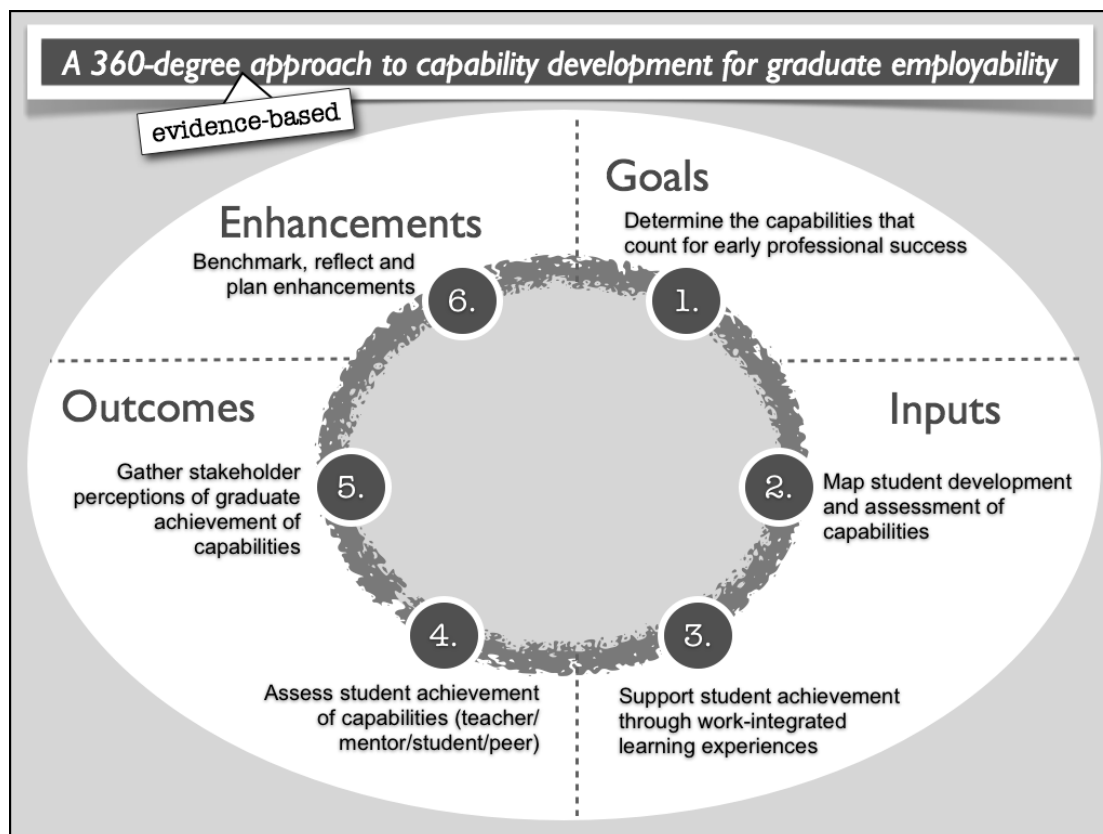 A 360-degree approach to capability development for graduate employability
evidence-based
Goals
Determine the capabilities that
count for early professional success
1.
Inputs
2.
Map student development
and assessment of
capabilities
3.
Support student achievement
through work-integrated
learning experiences
4.
Assess student achievement
of capabilities (teacher/
mentor/student/peer)
Outcomes
5.
Gather stakeholder
perceptions of graduate
achievement of
capabilities
Enhancements
Benchmark, reflect and
plan enhancements
6.